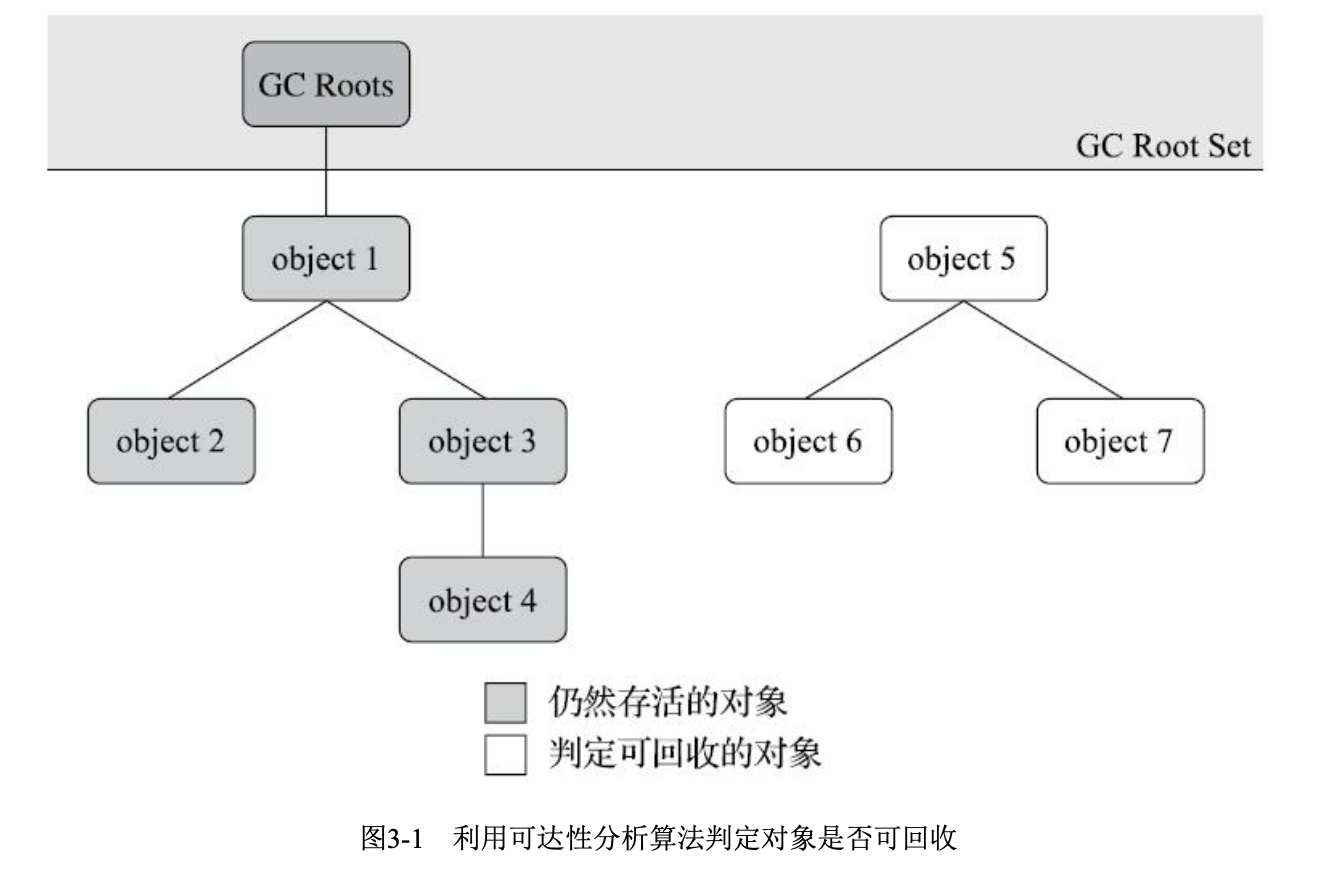 GC Roots
GC Root Set
object 1
object 5
object 2
object 3
object 6
object 7
object 4
仍然存活的对象
判定可回收的对象
图3-1 利用可达性分析算法判定对象是否可回收